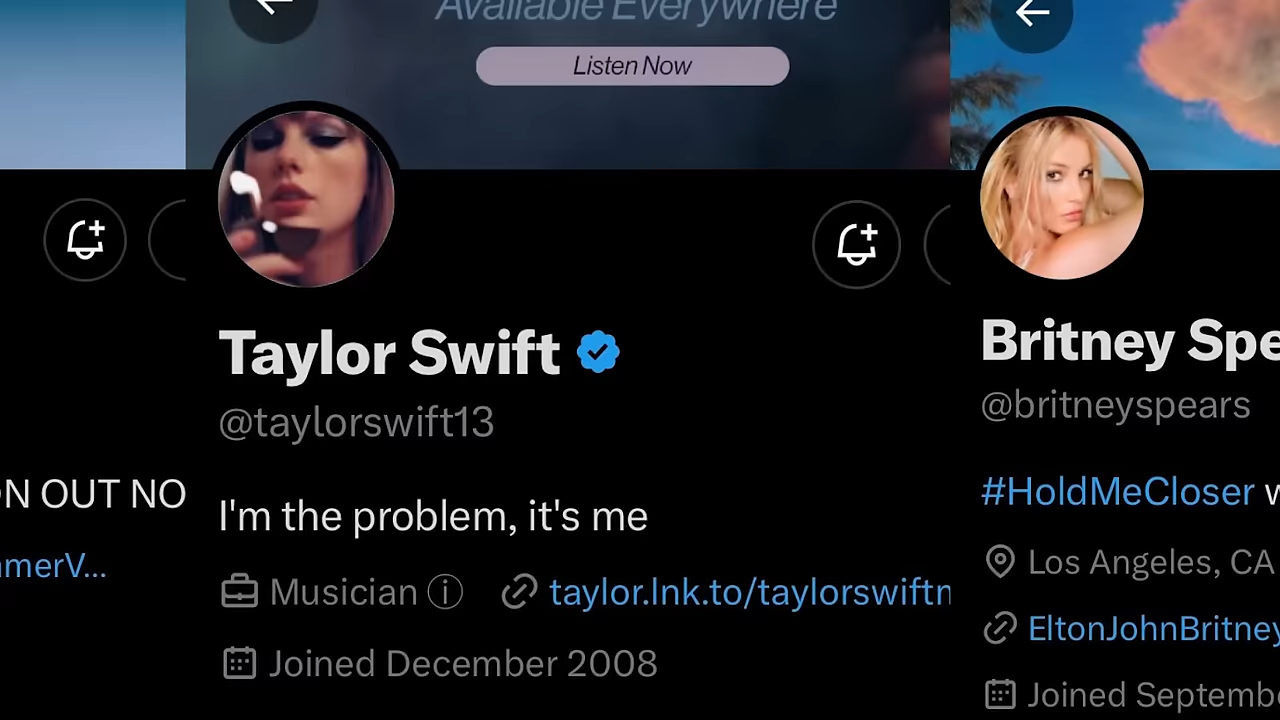 Available Everywhere
Listen Now
Taylor Swift
@taylorswift13
I'm the problem, it's me
Musician
taylor.lnk.to/taylorswiftn
Joined December 2008
N OUT NO
merV...
Britney Spe
@britneyspears
#HoldMeCloser w
Los Angeles, CA
EltonJohnBritney
Joined Septemb